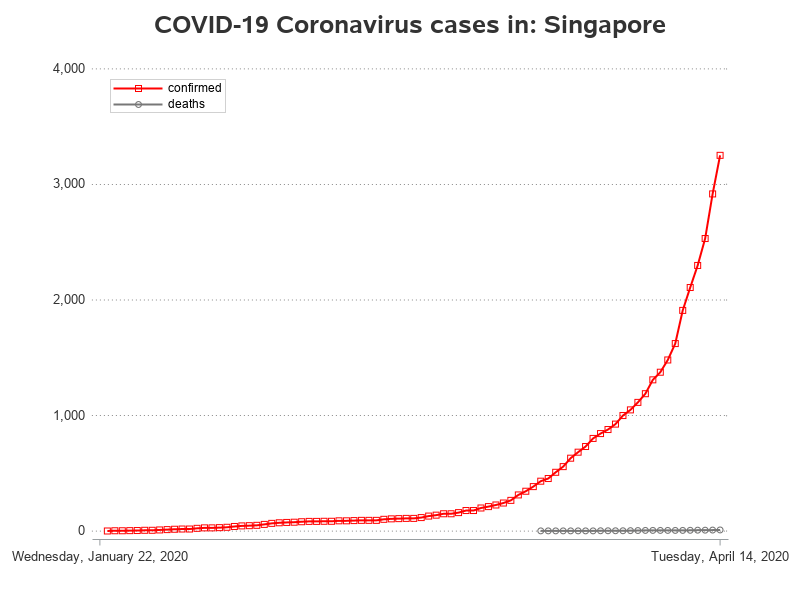 COVID-19 Coronavirus cases in: Singapore
4,000
confirmed
deaths
3,000
2,000
1,000
0
Wednesday, January 22, 2020
Tuesday, April 14, 2020